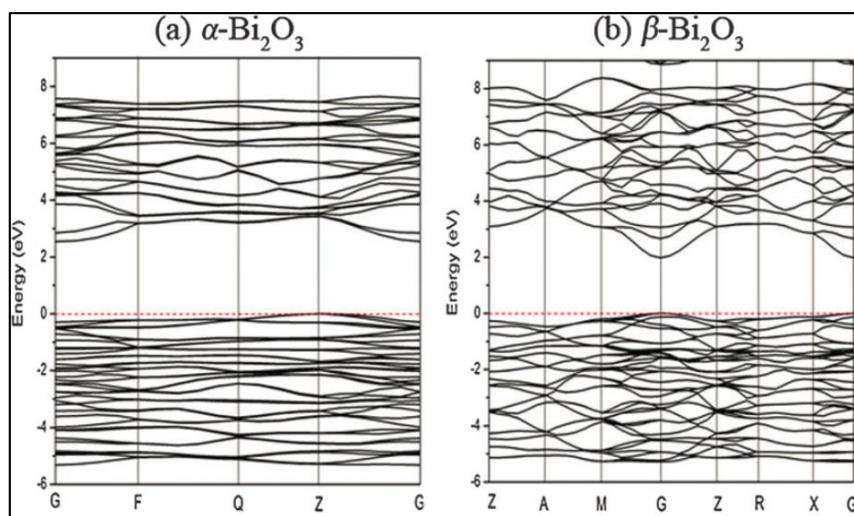 (a) α-Bi₂O₃
(b) β-Bi₂O₃
Energy (eV)
8
6
4
2
0
-2
-4
-6
G F Q Z G
Energy (eV)
8
6
4
2
0
-2
-4
-6
Z A M G Z R X G